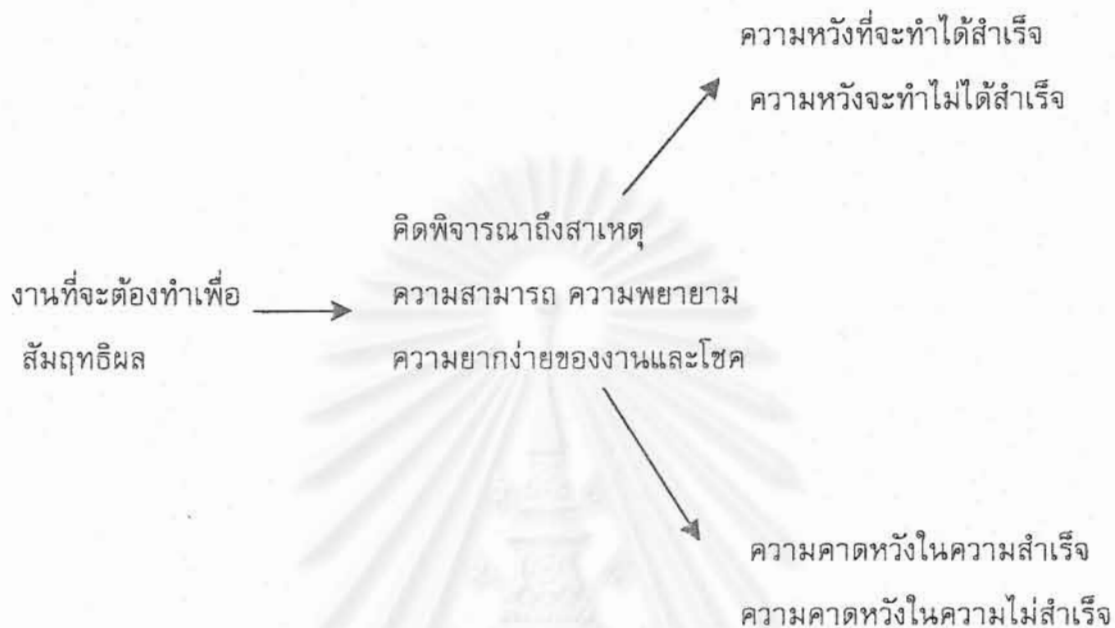 ความหวังที่จะทำได้สำเร็จ
ความหวังจะทำไม่ได้สำเร็จ
คิดพิจารณาถึงสาเหตุ
งานที่จะต้องทำเพื่อ
สัมฤทธิผล
ความสามารถ ความพยายาม
ความยากง่ายของงานและโชค
ความคาดหวังในความสำเร็จ
ความคาดหวังในความไม่สำเร็จ